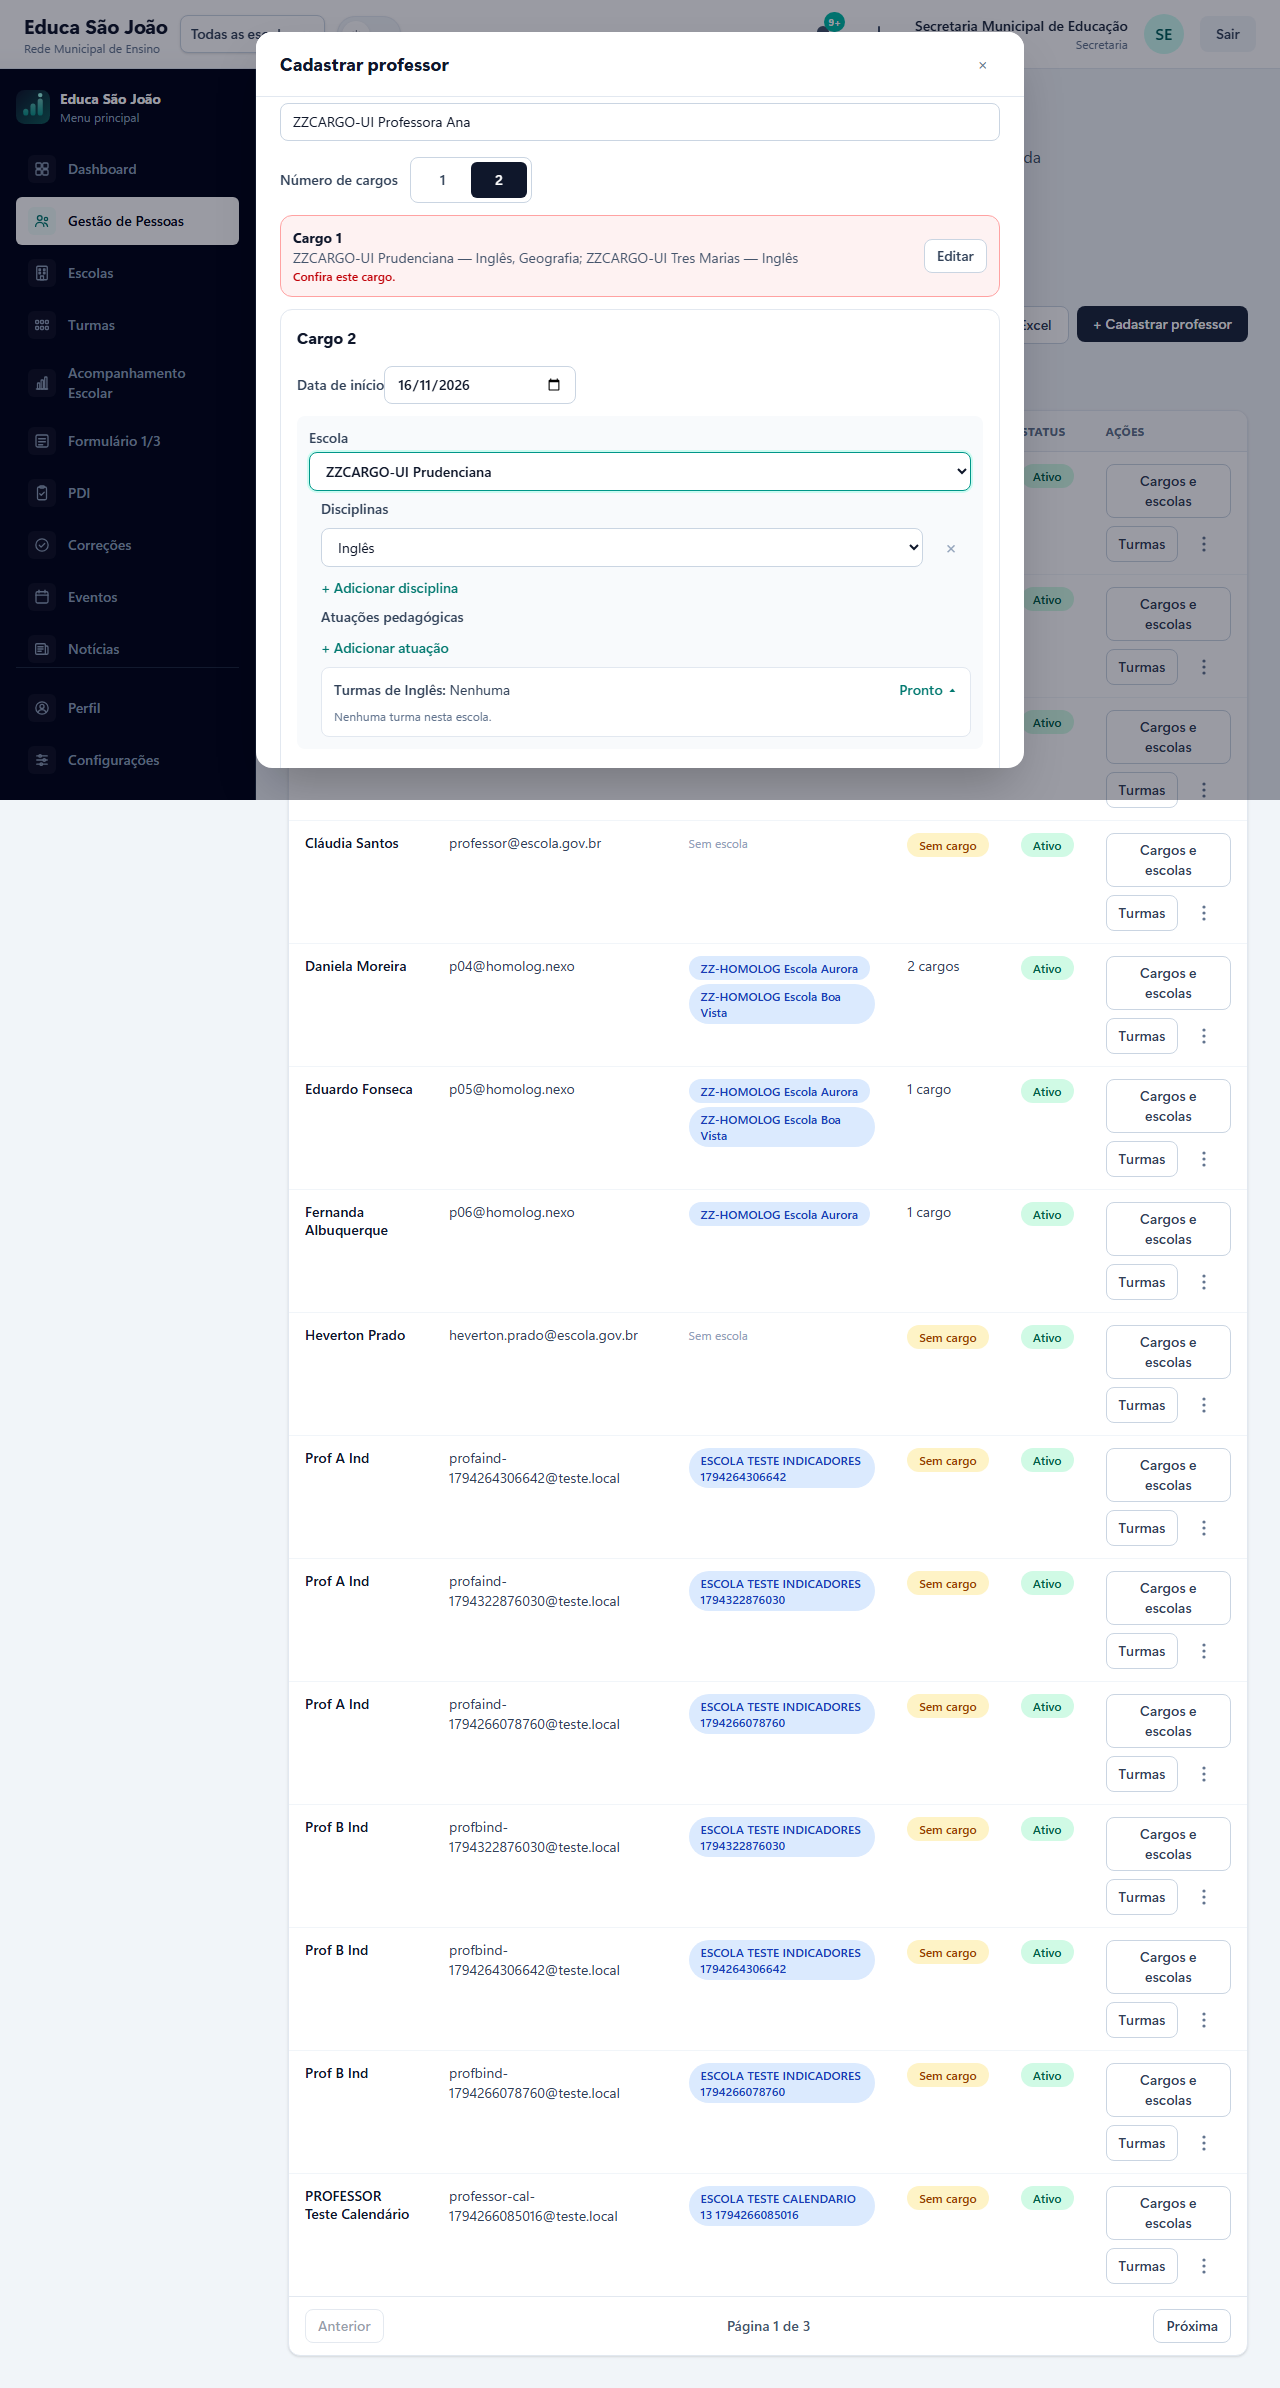 Educa São João
Rede Municipal de Ensino
Todas as esc
9+
Secretaria Municipal de Educação
Secretaria
SE
Sair
Educa São João
Menu principal
Dashboard
Gestão de Pessoas
Escolas
Turmas
Acompanhamento
Escolar
Formulário 1/3
PDI
Correções
Eventos
Notícias
Perfil
Configurações
Cadastrar professor
×
ZZCARGO-UI Professora Ana
Número de cargos
1
2
Cargo 1
ZZCARGO-UI Prudenciana — Inglês, Geografia; ZZCARGO-UI Tres Marias — Inglês
Confira este cargo.
Editar
Cargo 2
Data de início
16/11/2026
Escola
ZZCARGO-UI Prudenciana
Disciplinas
Inglês
×
+ Adicionar disciplina
Atuações pedagógicas
+ Adicionar atuação
Turmas de Inglês: Nenhuma
Pronto
Nenhuma turma nesta escola.
da
Excel
+ Cadastrar professor
STATUS
AÇÕES
Ativo
Cargos e
escolas
Turmas
Ativo
Cargos e
escolas
Turmas
Ativo
Cargos e
escolas
Turmas
Cláudia Santos
professor@escola.gov.br
Sem escola
Sem cargo
Ativo
Cargos e
escolas
Turmas
Daniela Moreira
p04@homolog.nexo
ZZ-HOMOLOG Escola Aurora
ZZ-HOMOLOG Escola Boa
Vista
2 cargos
Ativo
Cargos e
escolas
Turmas
Eduardo Fonseca
p05@homolog.nexo
ZZ-HOMOLOG Escola Aurora
ZZ-HOMOLOG Escola Boa
Vista
1 cargo
Ativo
Cargos e
escolas
Turmas
Fernanda
Albuquerque
p06@homolog.nexo
ZZ-HOMOLOG Escola Aurora
1 cargo
Ativo
Cargos e
escolas
Turmas
Heverton Prado
heverton.prado@escola.gov.br
Sem escola
Sem cargo
Ativo
Cargos e
escolas
Turmas
Prof A Ind
profaind-
1794264306642@teste.local
ESCOLA TESTE INDICADORES
1794264306642
Sem cargo
Ativo
Cargos e
escolas
Turmas
Prof A Ind
profaind-
1794322876030@teste.local
ESCOLA TESTE INDICADORES
1794322876030
Sem cargo
Ativo
Cargos e
escolas
Turmas
Prof A Ind
profaind-
1794266078760@teste.local
ESCOLA TESTE INDICADORES
1794266078760
Sem cargo
Ativo
Cargos e
escolas
Turmas
Prof B Ind
profbind-
1794322876030@teste.local
ESCOLA TESTE INDICADORES
1794322876030
Sem cargo
Ativo
Cargos e
escolas
Turmas
Prof B Ind
profbind-
1794264306642@teste.local
ESCOLA TESTE INDICADORES
1794264306642
Sem cargo
Ativo
Cargos e
escolas
Turmas
Prof B Ind
profbind-
1794266078760@teste.local
ESCOLA TESTE INDICADORES
1794266078760
Sem cargo
Ativo
Cargos e
escolas
Turmas
PROFESSOR
Teste Calendário
professor-cal-
1794266085016@teste.local
ESCOLA TESTE CALENDARIO
13 1794266085016
Sem cargo
Ativo
Cargos e
escolas
Turmas
Anterior
Página 1 de 3
Próxima